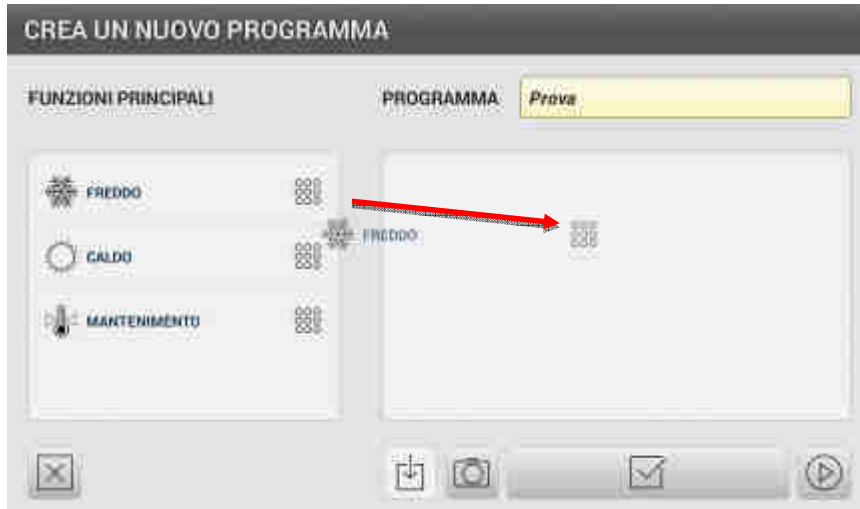 CREA UN NUOVO PROGRAMMA
FUNZIONI PRINCIPALI
PROGRAMMA Prova
FREDDO
FREDDO
CALDO
MANTENIMENTO